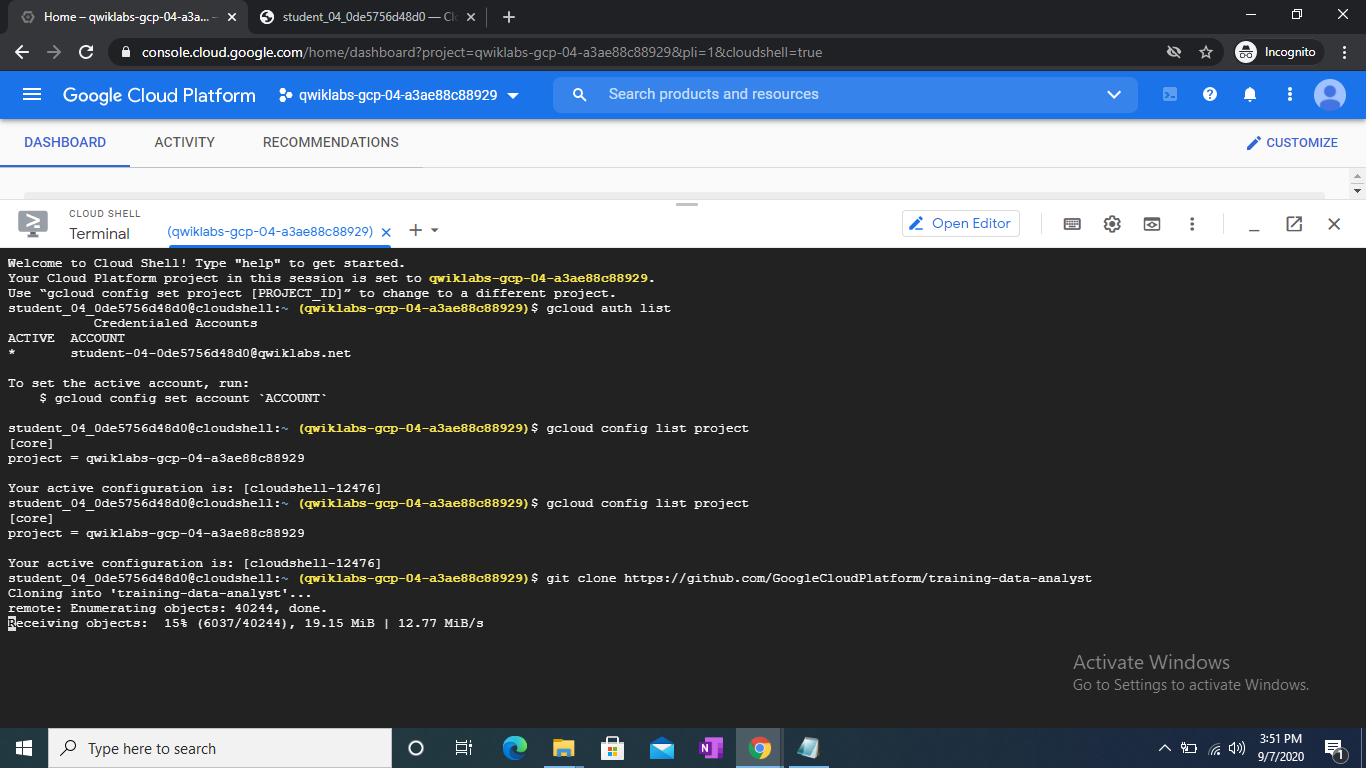 Home – qwiklabs-gcp-04-a3a...
student_04_0de5756d48d0 — Cl
console.cloud.google.com/home/dashboard?project=qwiklabs-gcp-04-a3ae88c88929&pli=1&cloudshell=true
Incognito
Google Cloud Platform
qwiklabs-gcp-04-a3ae88c88929
Search products and resources
DASHBOARD
ACTIVITY
RECOMMENDATIONS
CUSTOMIZE
CLOUD SHELL
Terminal
(qwiklabs-gcp-04-a3ae88c88929)
Open Editor
Welcome to Cloud Shell! Type "help" to get started.
Your Cloud Platform project in this session is set to qwiklabs-gcp-04-a3ae88c88929.
Use “gcloud config set project [PROJECT_ID]” to change to a different project.
student_04_0de5756d48d0@cloudshell:~ (qwiklabs-gcp-04-a3ae88c88929)$ gcloud auth list
Credentialed Accounts
ACTIVE ACCOUNT
* student-04-0de5756d48d0@qwiklabs.net
To set the active account, run:
$ gcloud config set account `ACCOUNT`
student_04_0de5756d48d0@cloudshell:~ (qwiklabs-gcp-04-a3ae88c88929)$ gcloud config list project
[core]
project = qwiklabs-gcp-04-a3ae88c88929
Your active configuration is: [cloudshell-12476]
student_04_0de5756d48d0@cloudshell:~ (qwiklabs-gcp-04-a3ae88c88929)$ gcloud config list project
[core]
project = qwiklabs-gcp-04-a3ae88c88929
Your active configuration is: [cloudshell-12476]
student_04_0de5756d48d0@cloudshell:~ (qwiklabs-gcp-04-a3ae88c88929)$ git clone https://github.com/GoogleCloudPlatform/training-data-analyst
Cloning into 'training-data-analyst'...
remote: Enumerating objects: 40244, done.
Receiving objects: 15% (6037/40244), 19.15 MiB | 12.77 MiB/s
Activate Windows
Go to Settings to activate Windows.
Type here to search
N
3:51 PM
9/7/2020
1